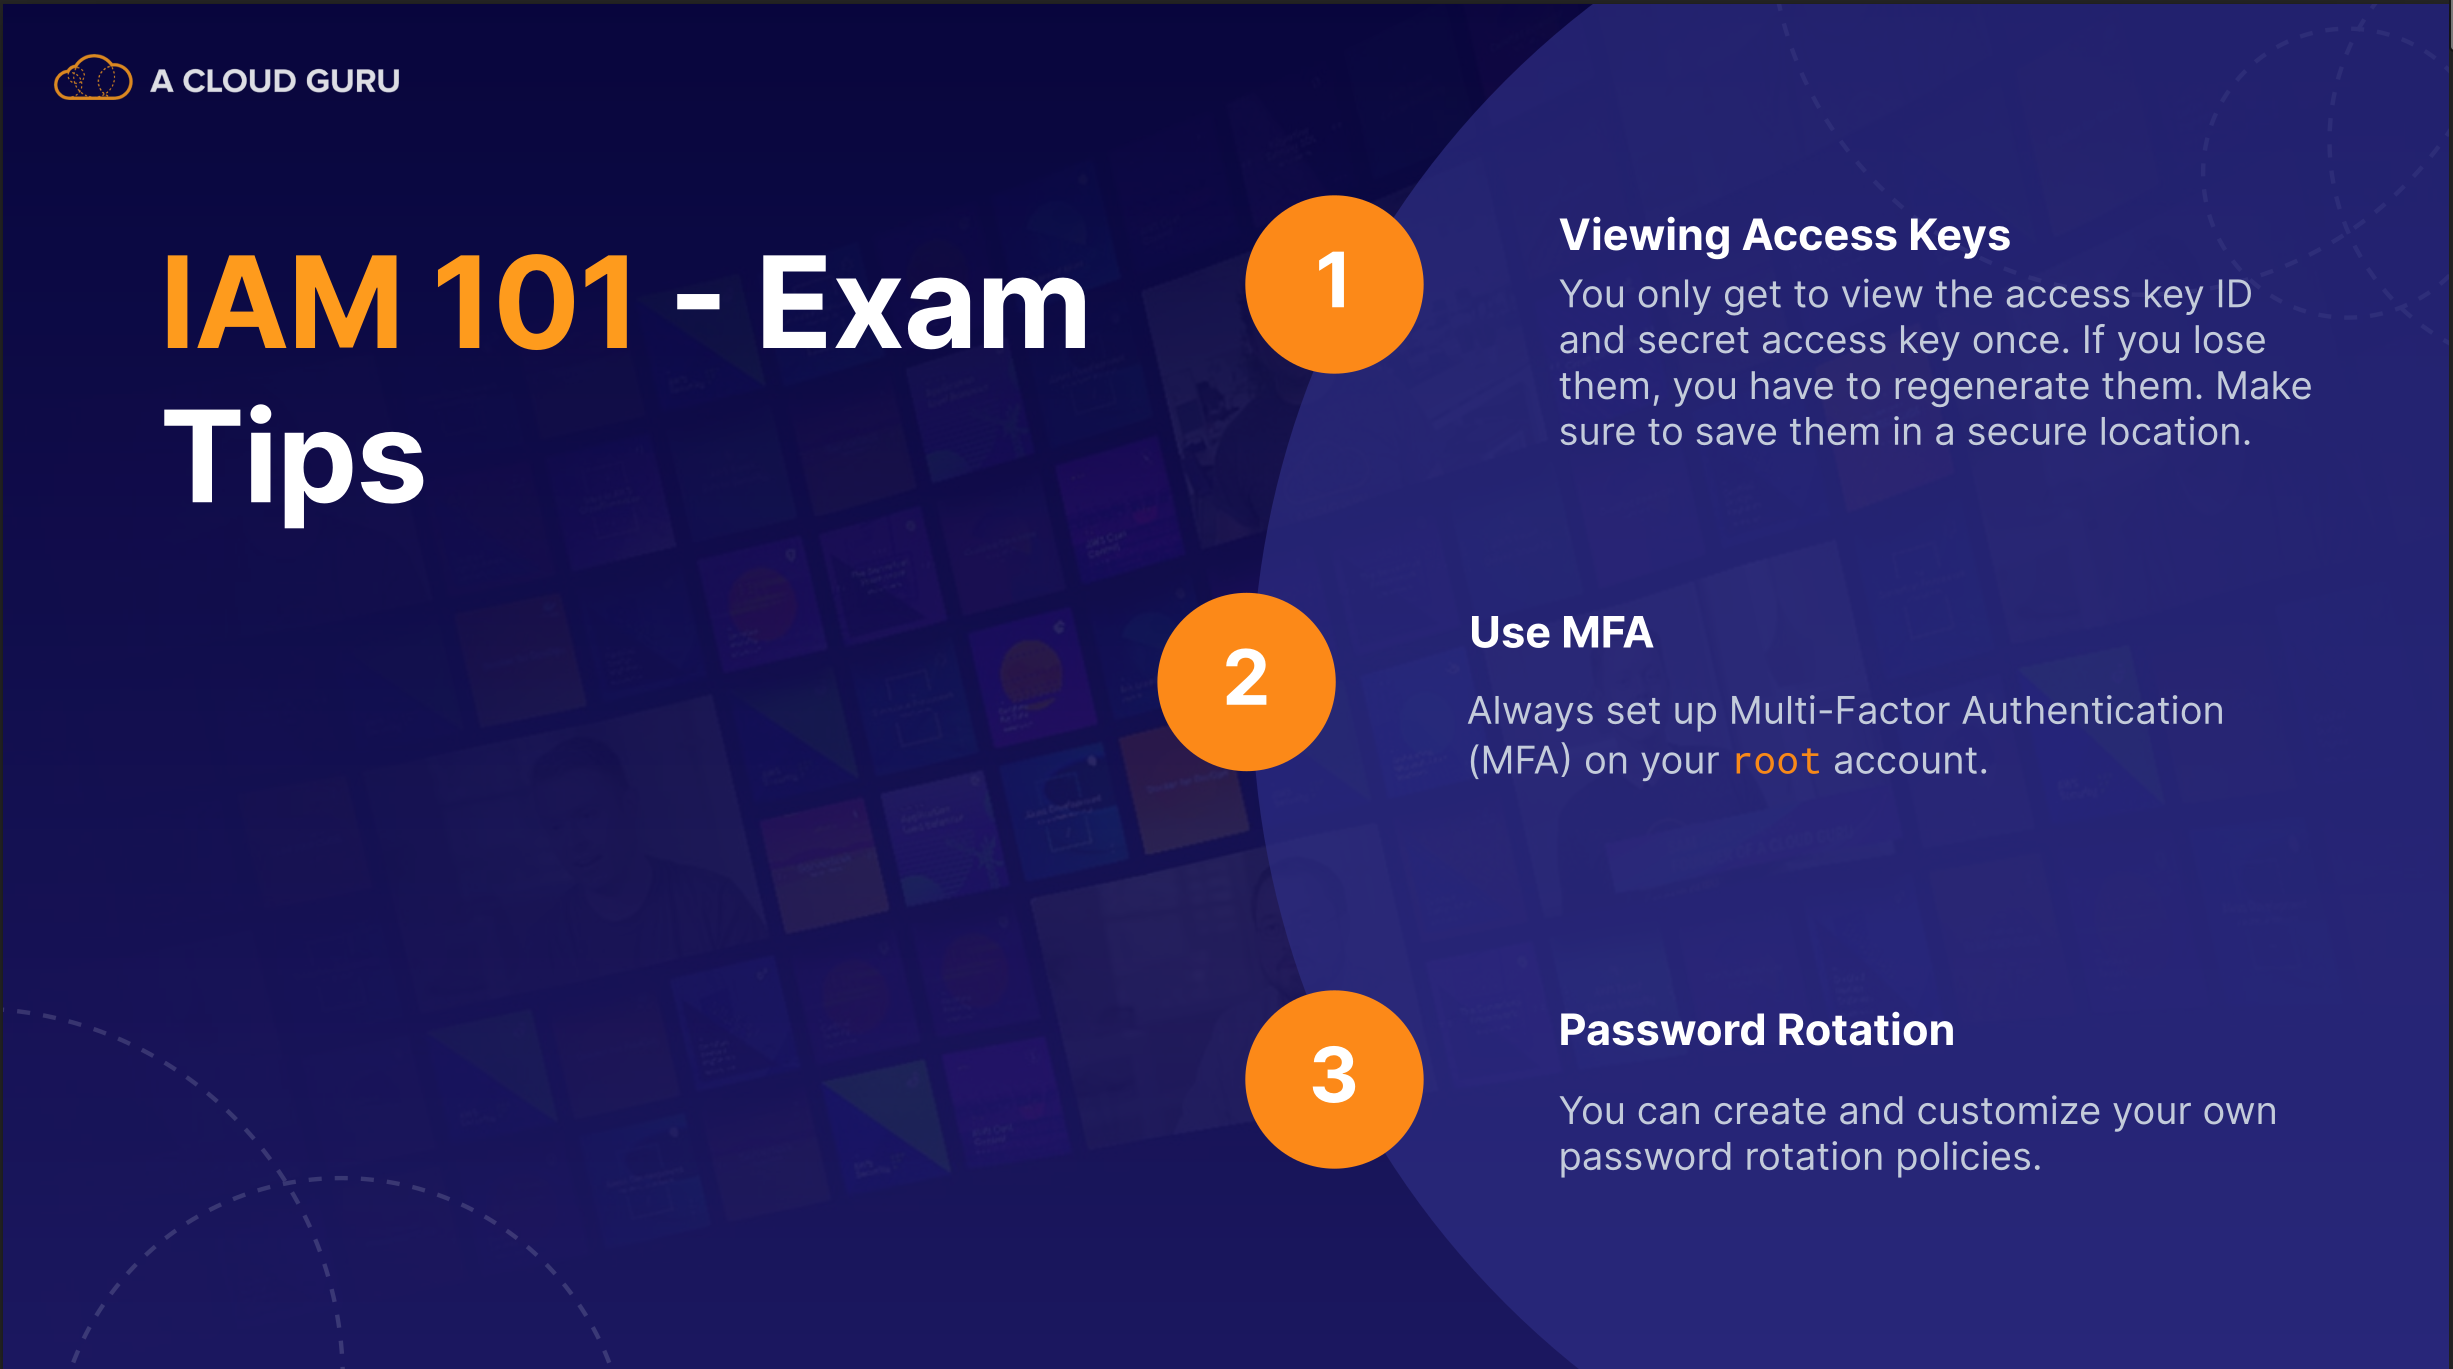 A CLOUD GURU
IAM 101 - Exam
Tips
1
Viewing Access Keys
You only get to view the access key ID
and secret access key once. If you lose
them, you have to regenerate them. Make
sure to save them in a secure location.
2
Use MFA
Always set up Multi-Factor Authentication
(MFA) on your root account.
3
Password Rotation
You can create and customize your own
password rotation policies.